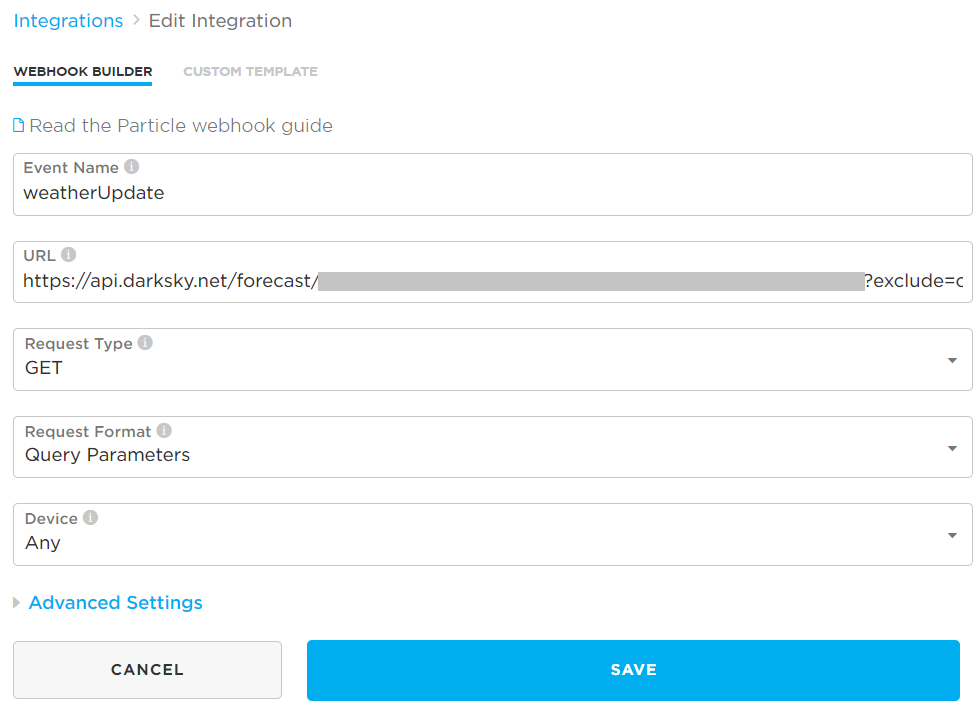 Integrations > Edit Integration
WEBHOOK BUILDER CUSTOM TEMPLATE
Read the Particle webhook guide
Event Name
weatherUpdate
URL
https://api.darksky.net/forecast/ ?exclude=c
Request Type
GET
Request Format
Query Parameters
Device
Any
Advanced Settings
CANCEL SAVE